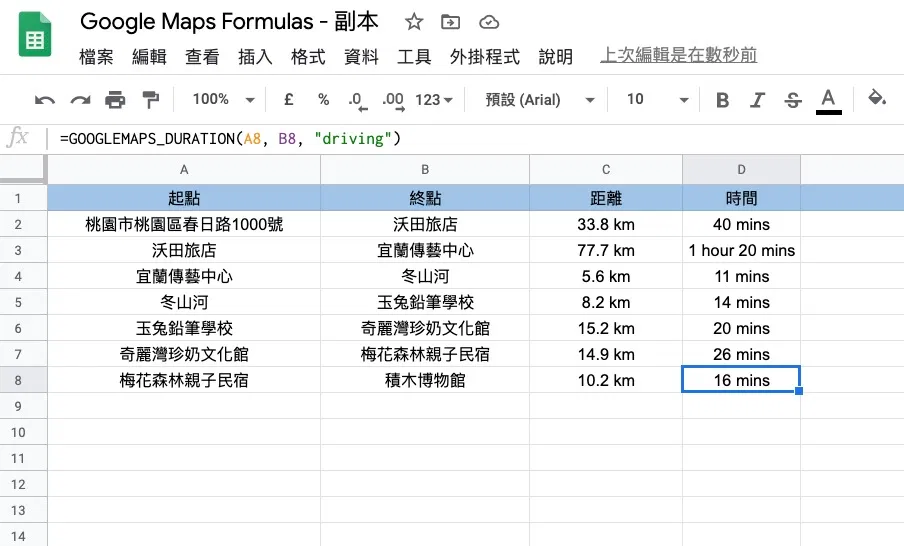 Google Maps Formulas - 副本
檔案 編輯 查看 插入 格式 資料 工具 外掛程式 說明 上次編輯是在數秒前
100% £ % .0 .00 123 預設 (Arial) 10 B I S A
fx =GOOGLEMAPS_DURATION(A8, B8, "driving")
A B C D
1 起點 終點 距離 時間
2 桃園市桃園區春日路1000號 沃田旅店 33.8 km 40 mins
3 沃田旅店 宜蘭傳藝中心 77.7 km 1 hour 20 mins
4 宜蘭傳藝中心 冬山河 5.6 km 11 mins
5 冬山河 玉兔鉛筆學校 8.2 km 14 mins
6 玉兔鉛筆學校 奇麗灣珍奶文化館 15.2 km 20 mins
7 奇麗灣珍奶文化館 梅花森林親子民宿 14.9 km 26 mins
8 梅花森林親子民宿 積木博物館 10.2 km 16 mins
9
10
11
12
13
14